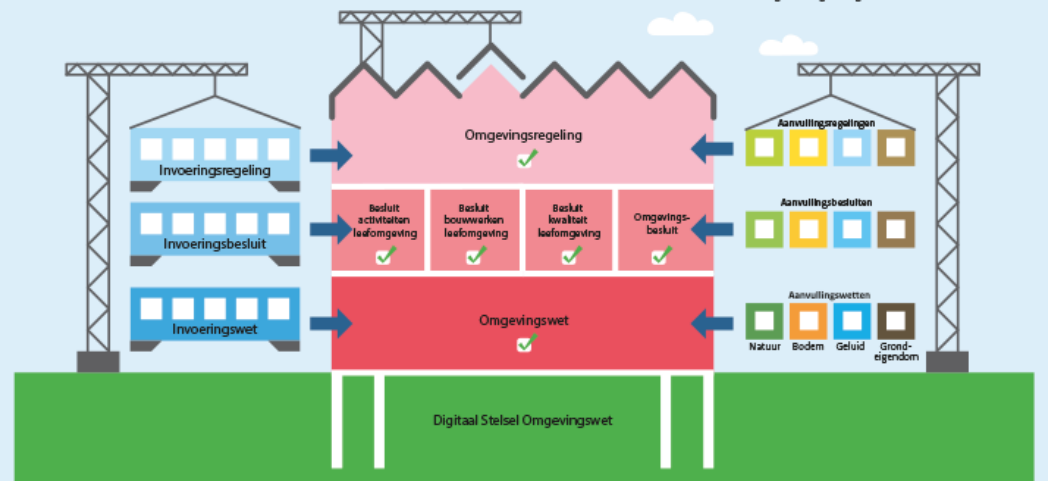 Omgevingsregeling
Invoeringsregeling
Aanvullingsregelingen
Besluit
activiteiten
leefomgeving
Besluit
bouwwerken
leefomgeving
Besluit
kwaliteit
leefomgeving
Omgevings-
besluit
Invoeringsbesluit
Aanvullingsbesluiten
Omgevingswet
Invoeringswet
Aanvullingswetten
Natuur
Bodem
Geluid
Grond-
eigendom
Digitaal Stelsel Omgevingswet